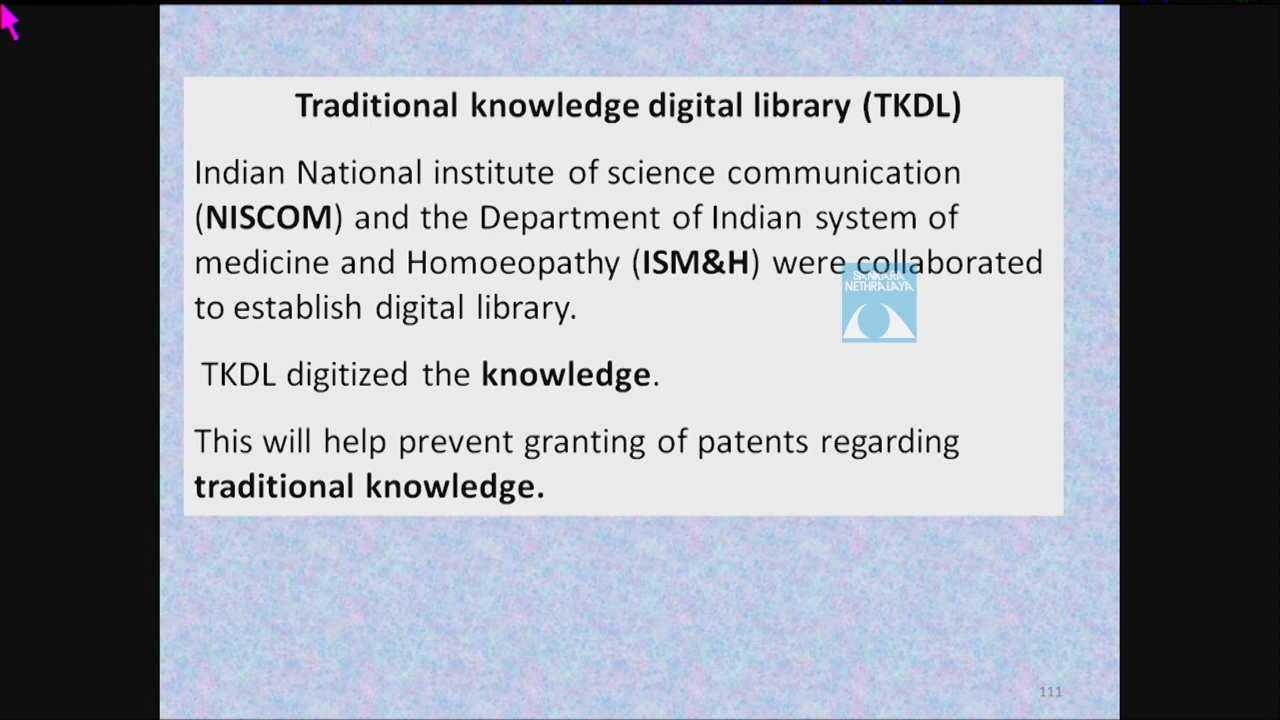 Traditional knowledge digital library (TKDL)
Indian National institute of science communication
(NISCOM) and the Department of Indian system of
medicine and Homoeopathy (ISM&H) were collaborated
to establish digital library.
SANKARA
NETHRALAYA
TKDL digitized the knowledge.
This will help prevent granting of patents regarding
traditional knowledge.
111